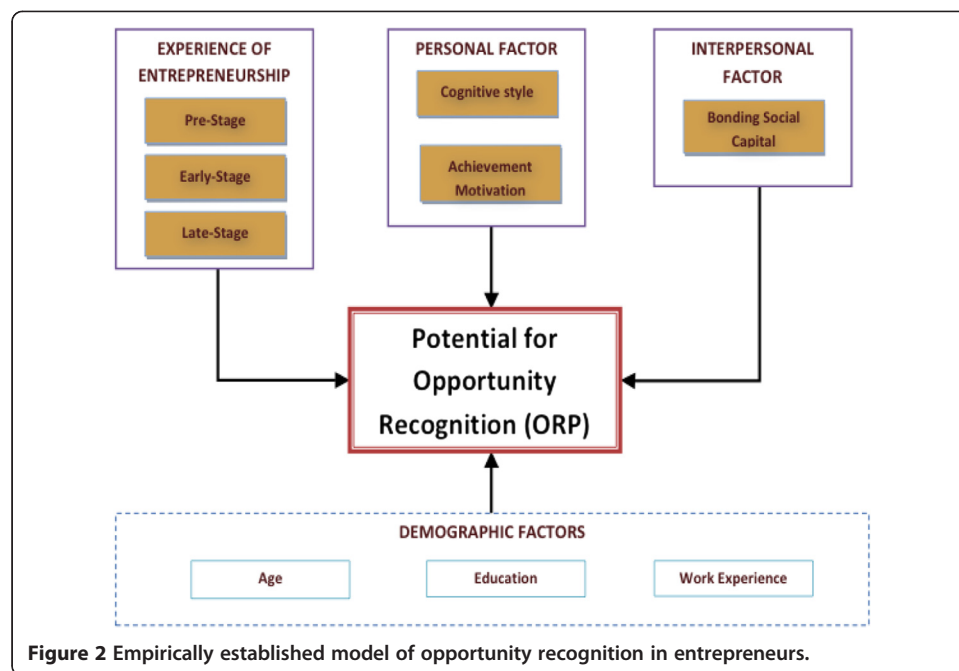 EXPERIENCE OF
ENTREPRENEURSHIP
Pre-Stage
Early-Stage
Late-Stage
PERSONAL FACTOR
Cognitive style
Achievement
Motivation
INTERPERSONAL
FACTOR
Bonding Social
Capital
Potential for
Opportunity
Recognition (ORP)
DEMOGRAPHIC FACTORS
Age
Education
Work Experience
Figure 2 Empirically established model of opportunity recognition in entrepreneurs.